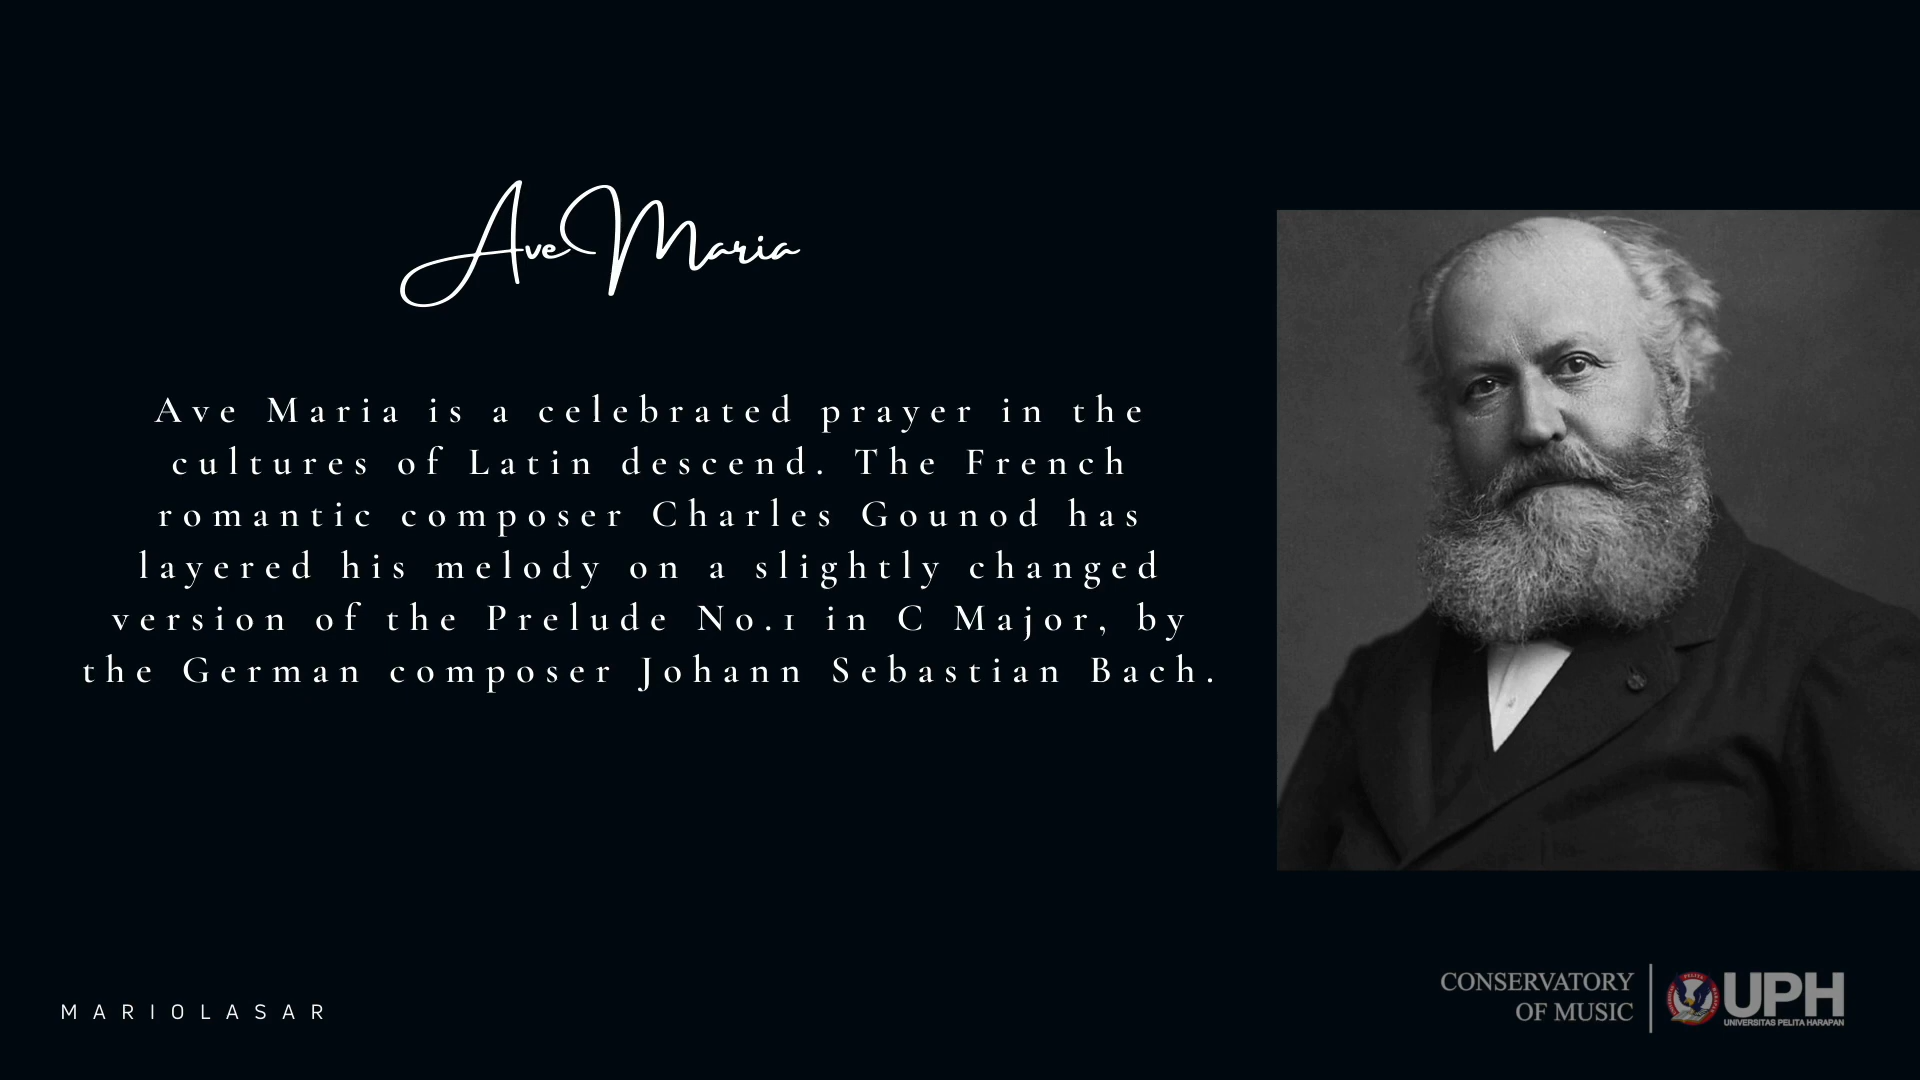 Ave Maria
Ave Maria is a celebrated prayer in the
cultures of Latin descend. The French
romantic composer Charles Gounod has
layered his melody on a slightly changed
version of the Prelude No.1 in C Major, by
the German composer Johann Sebastian Bach.
MARIOLASAR
CONSERVATORY
OF MUSIC
UPH
UNIVERSITAS PELITA HARAPAN